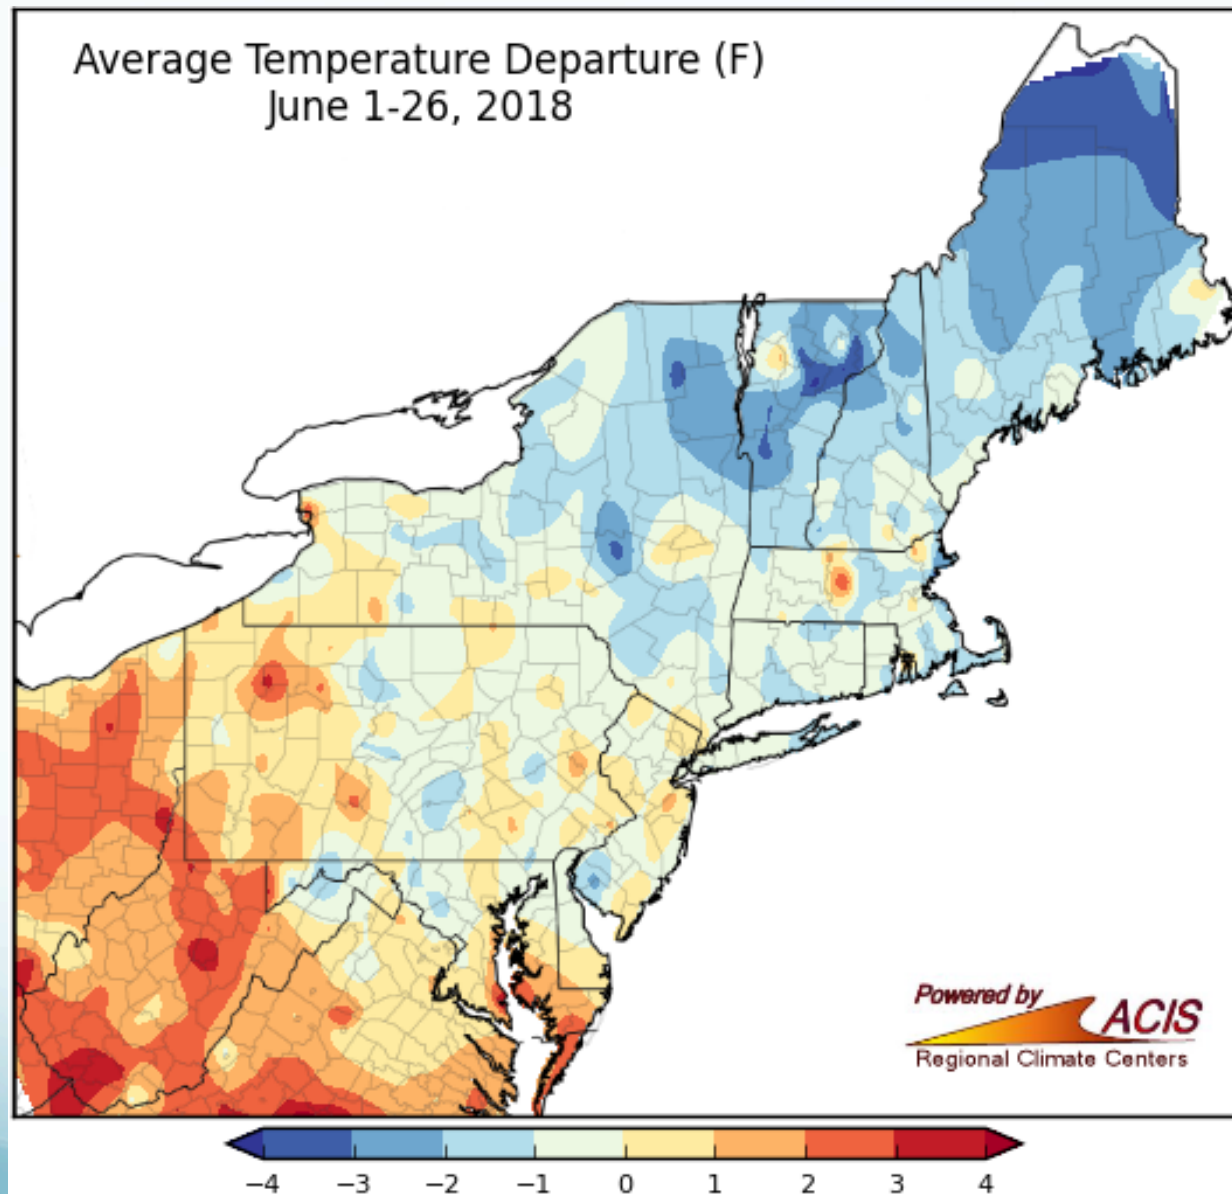 Average Temperature Departure (F)
June 1-26, 2018
Powered by
ACIS
Regional Climate Centers
−4 −3 −2 −1 0 1 2 3 4